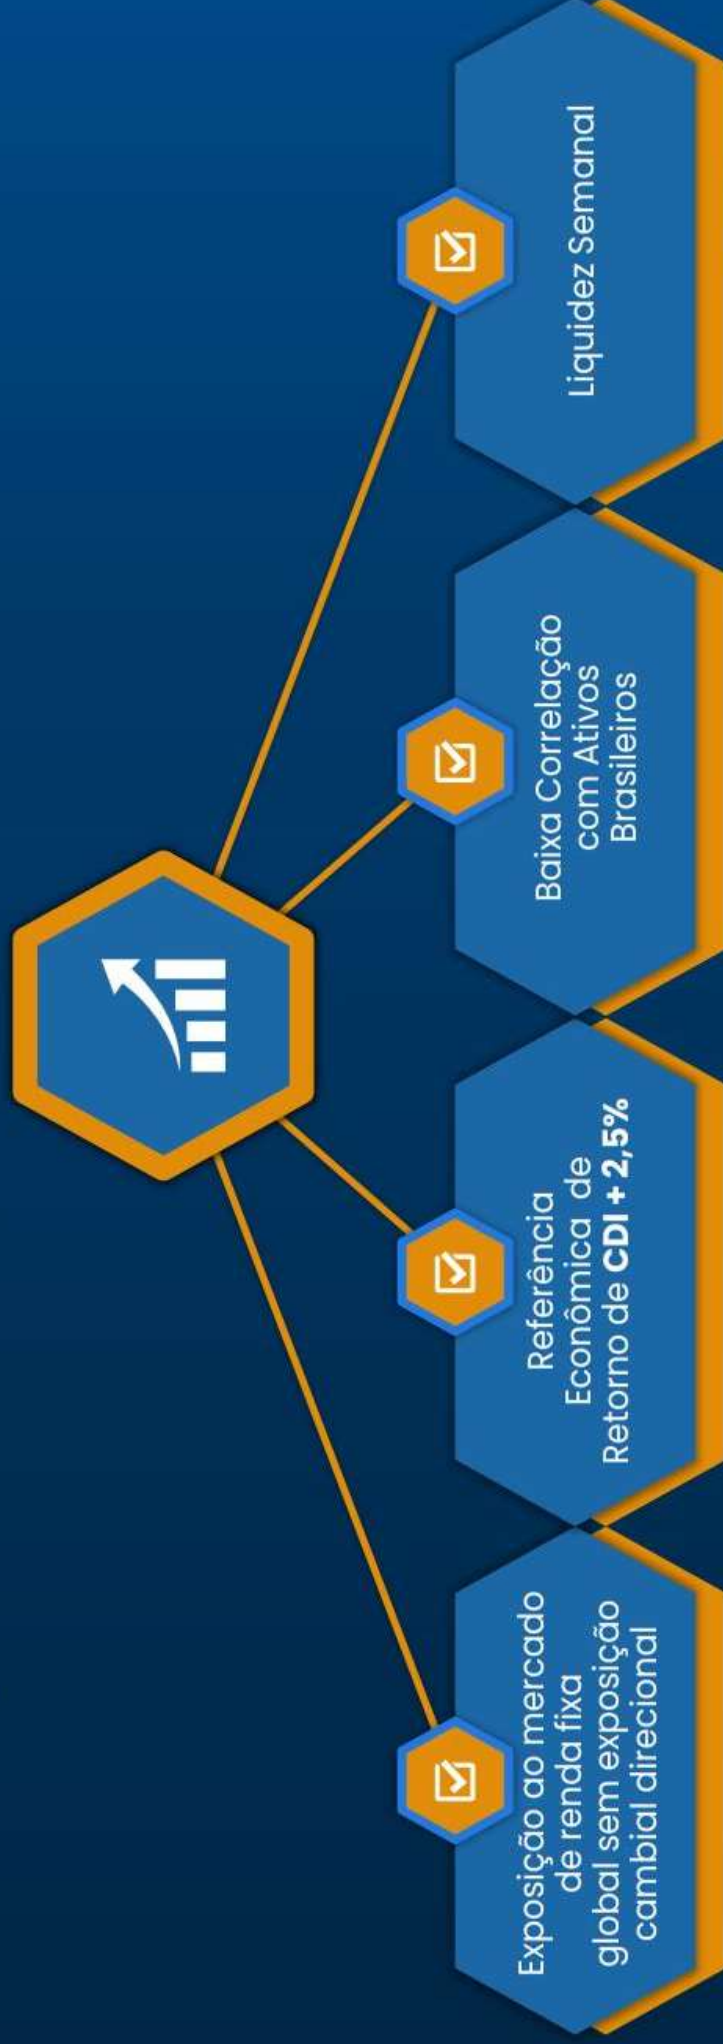 Exposição ao mercado
de renda fixa
global sem exposição
cambial direcional
Referência
Econômica de
Retorno de CDI + 2,5%
Baixa Correlação
com Ativos
Brasileiros
Liquidez Semanal